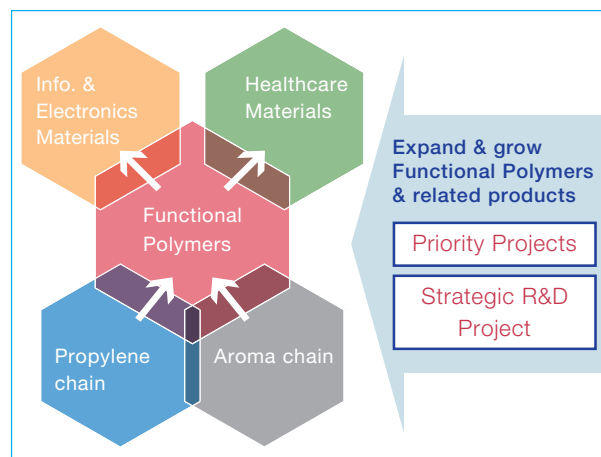 Info. &
Electronics
Materials
Healthcare
Materials
Functional
Polymers
Propylene
chain
Aroma chain
Expand & grow
Functional Polymers
& related products
Priority Projects
Strategic R&D
Project